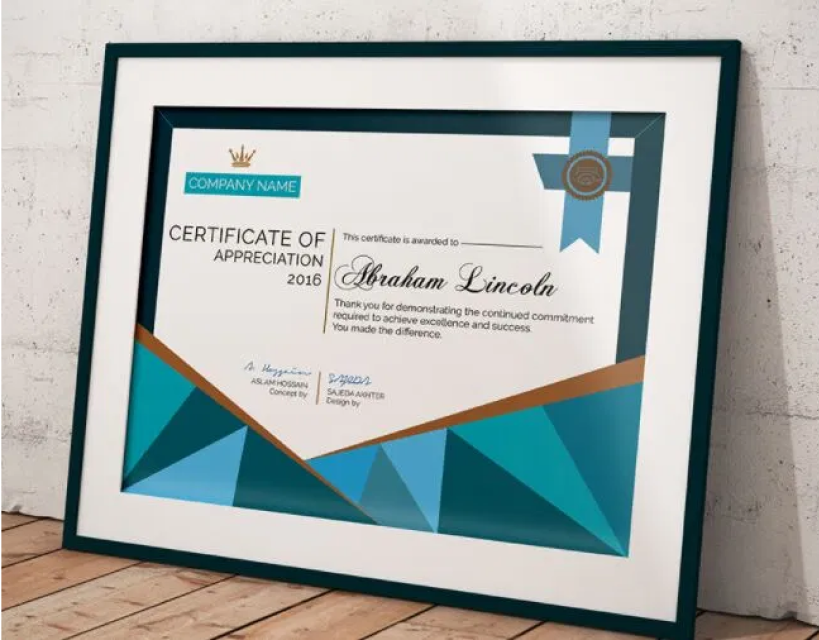 COMPANY NAME
CERTIFICATE OF
APPRECIATION
2016
This certificate is awarded to
Abraham Lincoln
Thank you for demonstrating the continued commitment
required to achieve excellence and success.
You made the difference.
A. Hossain
ASLAM HOSSAIN
Concept by
SAJEDA
SAJEDA AKHTER
Design by